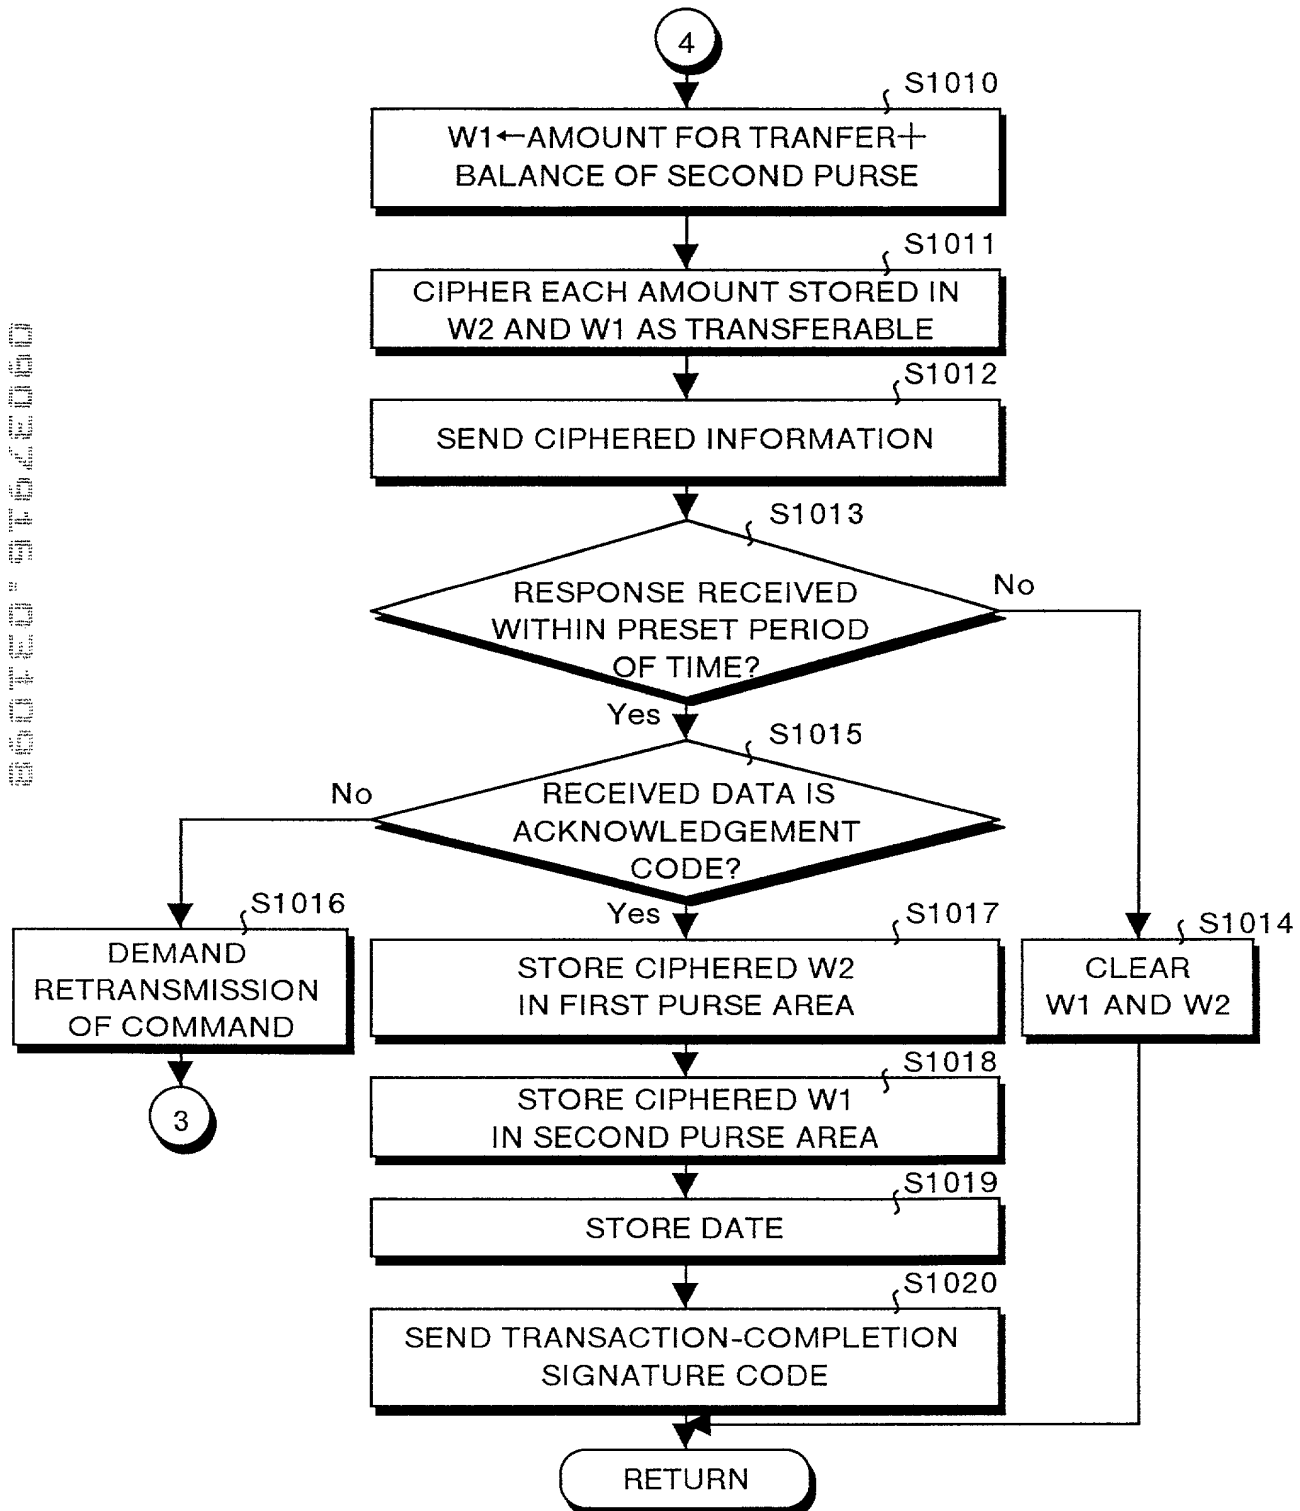 4
S1010
W1←AMOUNT FOR TRANFER+
BALANCE OF SECOND PURSE
S1011
CIPHER EACH AMOUNT STORED IN
W2 AND W1 AS TRANSFERABLE
S1012
SEND CIPHERED INFORMATION
S1013
RESPONSE RECEIVED
WITHIN PRESET PERIOD
OF TIME?
No
Yes
S1015
RECEIVED DATA IS
ACKNOWLEDGEMENT
CODE?
No
Yes
S1016
DEMAND
RETRANSMISSION
OF COMMAND
3
S1017
STORE CIPHERED W2
IN FIRST PURSE AREA
S1014
CLEAR
W1 AND W2
S1018
STORE CIPHERED W1
IN SECOND PURSE AREA
S1019
STORE DATE
S1020
SEND TRANSACTION-COMPLETION
SIGNATURE CODE
RETURN